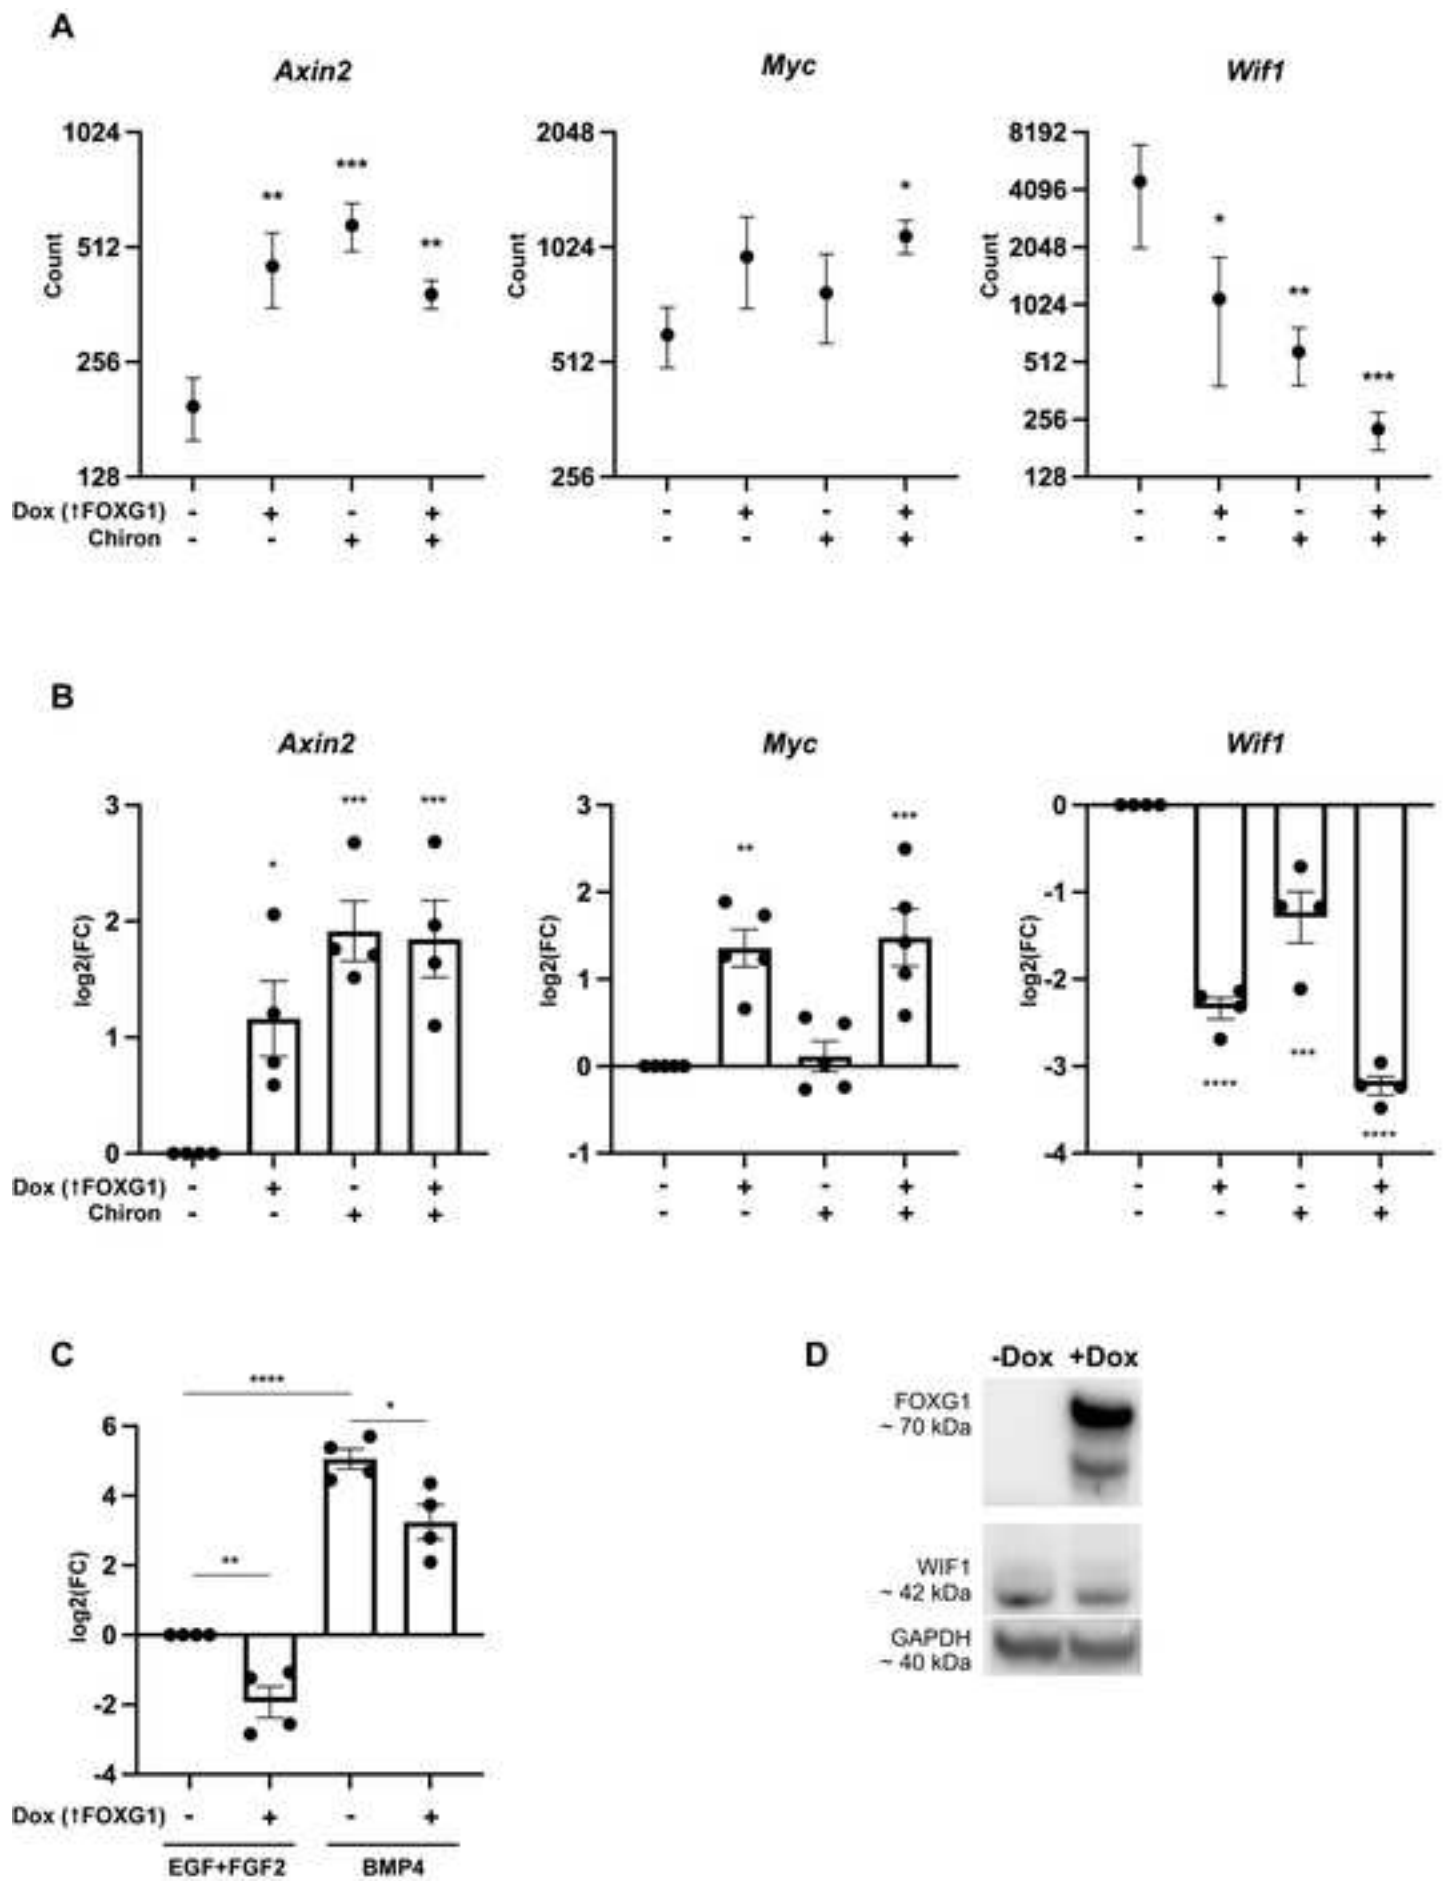 A
Axin2
Myc
Wif1
1024
512
256
128
Count
**
***
**
2048
1024
512
256
Count
*
8192
4096
2048
1024
512
256
128
Count
*
**
***
Dox (↑FOXG1) - + - + - + - + - + - +
Chiron - - + + - - + + - - + +
B
Axin2
Myc
Wif1
3
2
1
0
log2(FC)
*
***
***
3
2
1
0
-1
log2(FC)
**
***
0
-1
-2
-3
-4
log2(FC)
****
***
****
Dox (↑FOXG1) - + - + - + - + - + - +
Chiron - - + + - - + + - - + +
C
****
*
**
6
4
2
0
-2
-4
log2(FC)
Dox (↑FOXG1) - + - +
EGF+FGF2 BMP4
D
-Dox +Dox
FOXG1
~ 70 kDa
WIF1
~ 42 kDa
GAPDH
~ 40 kDa